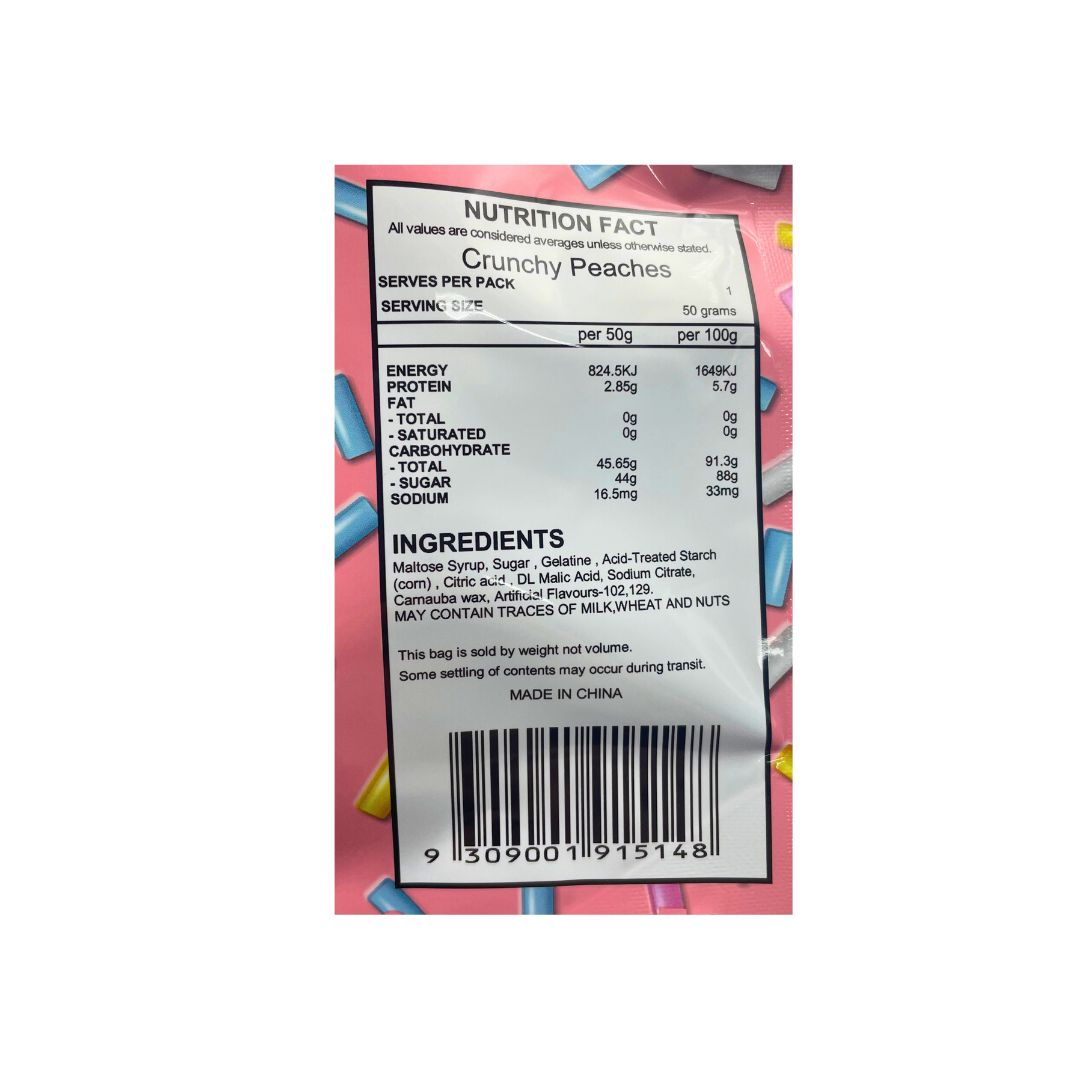 NUTRITION FACT
All values are considered averages unless otherwise stated.
Crunchy Peaches
SERVES PER PACK 1
SERVING SIZE 50 grams
per 50g per 100g
ENERGY 824.5KJ 1649KJ
PROTEIN 2.85g 5.7g
FAT
- TOTAL 0g 0g
- SATURATED 0g 0g
CARBOHYDRATE
- TOTAL 45.65g 91.3g
- SUGAR 44g 88g
SODIUM 16.5mg 33mg
INGREDIENTS
Maltose Syrup, Sugar , Gelatine , Acid-Treated Starch
(corn) , Citric acid , DL Malic Acid, Sodium Citrate,
Carnauba wax, Artificial Flavours-102,129.
MAY CONTAIN TRACES OF MILK,WHEAT AND NUTS
This bag is sold by weight not volume.
Some settling of contents may occur during transit.
MADE IN CHINA
9 309001 915148